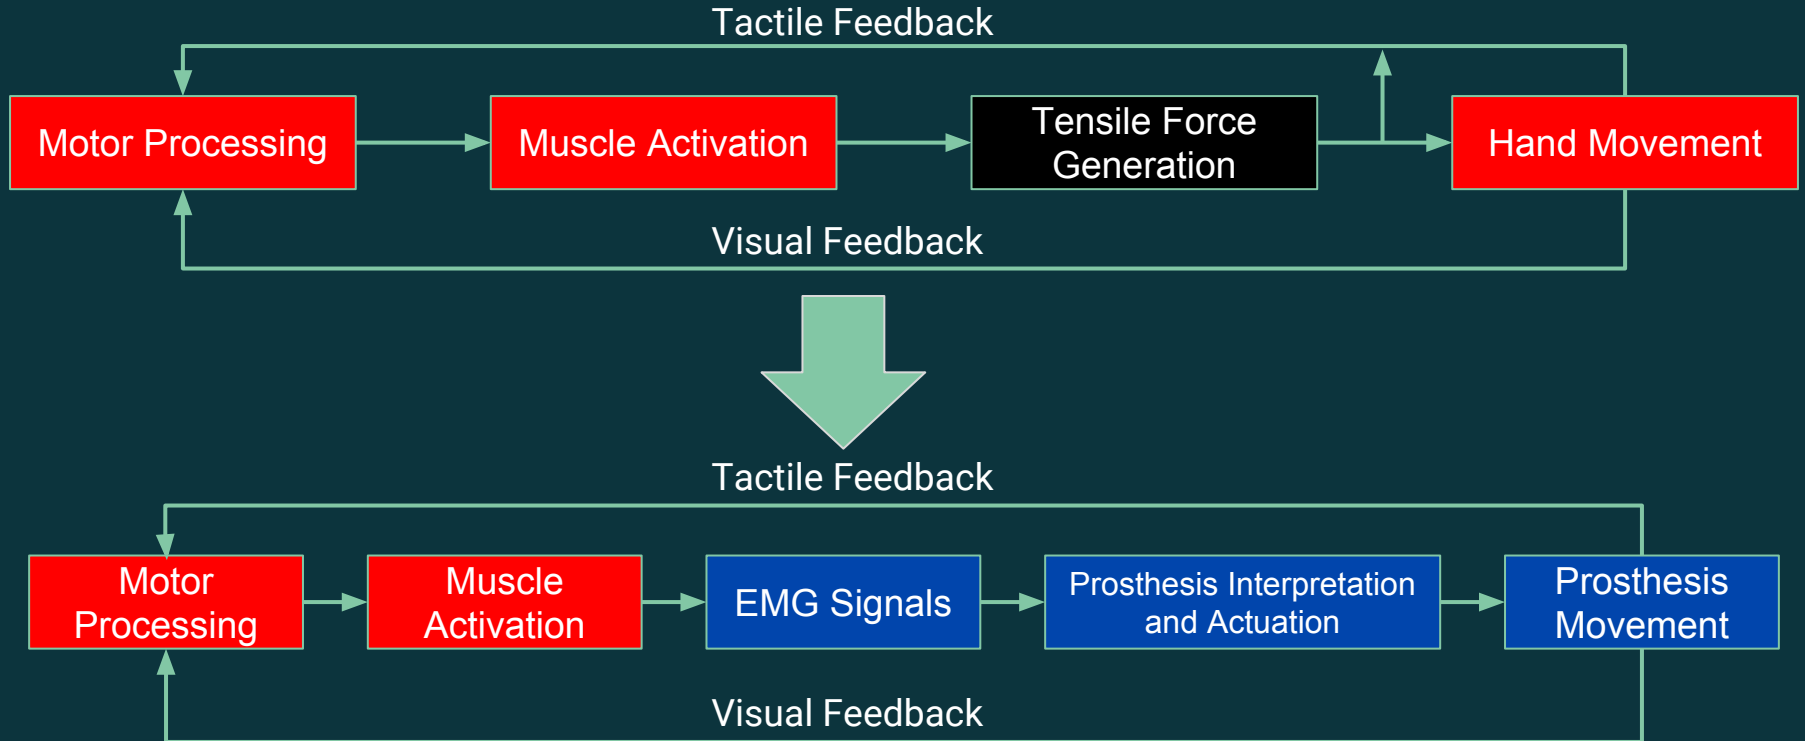 Tactile Feedback
Motor Processing
Muscle Activation
Tensile Force
Generation
Hand Movement
Visual Feedback
Tactile Feedback
Motor
Processing
Muscle
Activation
EMG Signals
Prosthesis Interpretation
and Actuation
Prosthesis
Movement
Visual Feedback